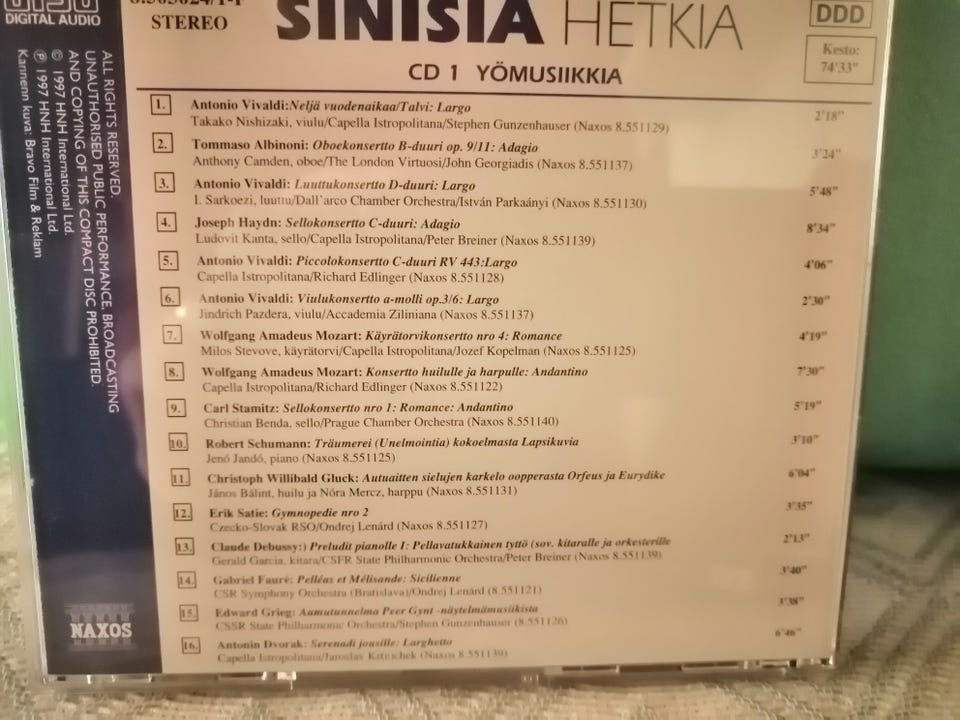 DIGITAL AUDIO
STEREO
SINISIA HETKIA
DDD
Kesto:
74'33"
CD 1 YÖMUSIIKKIA
1. Antonio Vivaldi:Neljä vuodenaikaa/Talvi: Largo 2'18"
Takako Nishizaki, viulu/Capella Istropolitana/Stephen Gunzenhauser (Naxos 8.551129)
2. Tommaso Albinoni: Oboekonsertto B-duuri op. 9/11: Adagio 3'24"
Anthony Camden, oboe/The London Virtuosi/John Georgiadis (Naxos 8.551137)
3. Antonio Vivaldi: Luuttukonsertto D-duuri: Largo 5'48"
I. Sarkoezi, luuttu/Dall'arco Chamber Orchestra/István Parkaányi (Naxos 8.551130)
4. Joseph Haydn: Sellokonsertto C-duuri: Adagio 8'34"
Ludovit Kanta, sello/Capella Istropolitana/Peter Breiner (Naxos 8.551139)
5. Antonio Vivaldi: Piccolokonsertto C-duuri RV 443:Largo 4'06"
Capella Istropolitana/Richard Edlinger (Naxos 8.551128)
6. Antonio Vivaldi: Viulukonsertto a-molli op.3/6: Largo 2'30"
Jindrich Pazdera, viulu/Accademia Ziliniana (Naxos 8.551137)
7. Wolfgang Amadeus Mozart: Käyrätorvikonsertto nro 4: Romance 4'19"
Milos Stevove, käyrätorvi/Capella Istropolitana/Jozef Kopelman (Naxos 8.551125)
8. Wolfgang Amadeus Mozart: Konsertto huilulle ja harpulle: Andantino 7'30"
Capella Istropolitana/Richard Edlinger (Naxos 8.551122)
9. Carl Stamitz: Sellokonsertto nro 1: Romance: Andantino 5'19"
Christian Benda, sello/Prague Chamber Orchestra (Naxos 8.551140)
10. Robert Schumann: Träumerei (Unelmointia) kokoelmasta Lapsikuvia 3'10"
Jenó Jandó, piano (Naxos 8.551125)
11. Christoph Willibald Gluck: Autuaitten sielujen karkelo oopperasta Orfeus ja Eurydike 6'04"
János Bálint, huilu ja Nóra Mercz, harppu (Naxos 8.551131)
12. Erik Satie: Gymnopedie nro 2 3'35"
Czecko-Slovak RSO/Ondrej Lenárd (Naxos 8.551127)
13. Claude Debussy:) Preludit pianolle I: Pellavatukkainen tyttö (sov. kitaralle ja orkesterille 2'13"
Gerald Garcia, kitara/CSFR State Philharmonic Orchestra/Peter Breiner (Naxos 8.551139)
14. Gabriel Fauré: Pelléas et Mélisande: Sicilienne 3'40"
CSR Symphony Orchestra (Bratislava)/Ondrej Lenárd (8.551121)
15. Edward Grieg: Aamutunnelma Peer Gynt -näytelmämusiikista 3'38"
CSSR State Philharmonic Orchestra/Stephen Gunzenhauser (8.551126)
16. Antonin Dvorak: Serenadi jousille: Larghetto 6'46"
Capella Istropolitana/Jaroslav (Naxos 8.551139)
ALL RIGHTS RESERVED.
UNAUTHORISED PUBLIC PERFORMANCE, BROADCASTING
AND COPYING OF THIS COMPACT DISC PROHIBITED.
© 1997 HNH International Ltd.
℗ 1997 HNH International Ltd.
Kannenn kuva: Bravo Film & Reklam
NAXOS